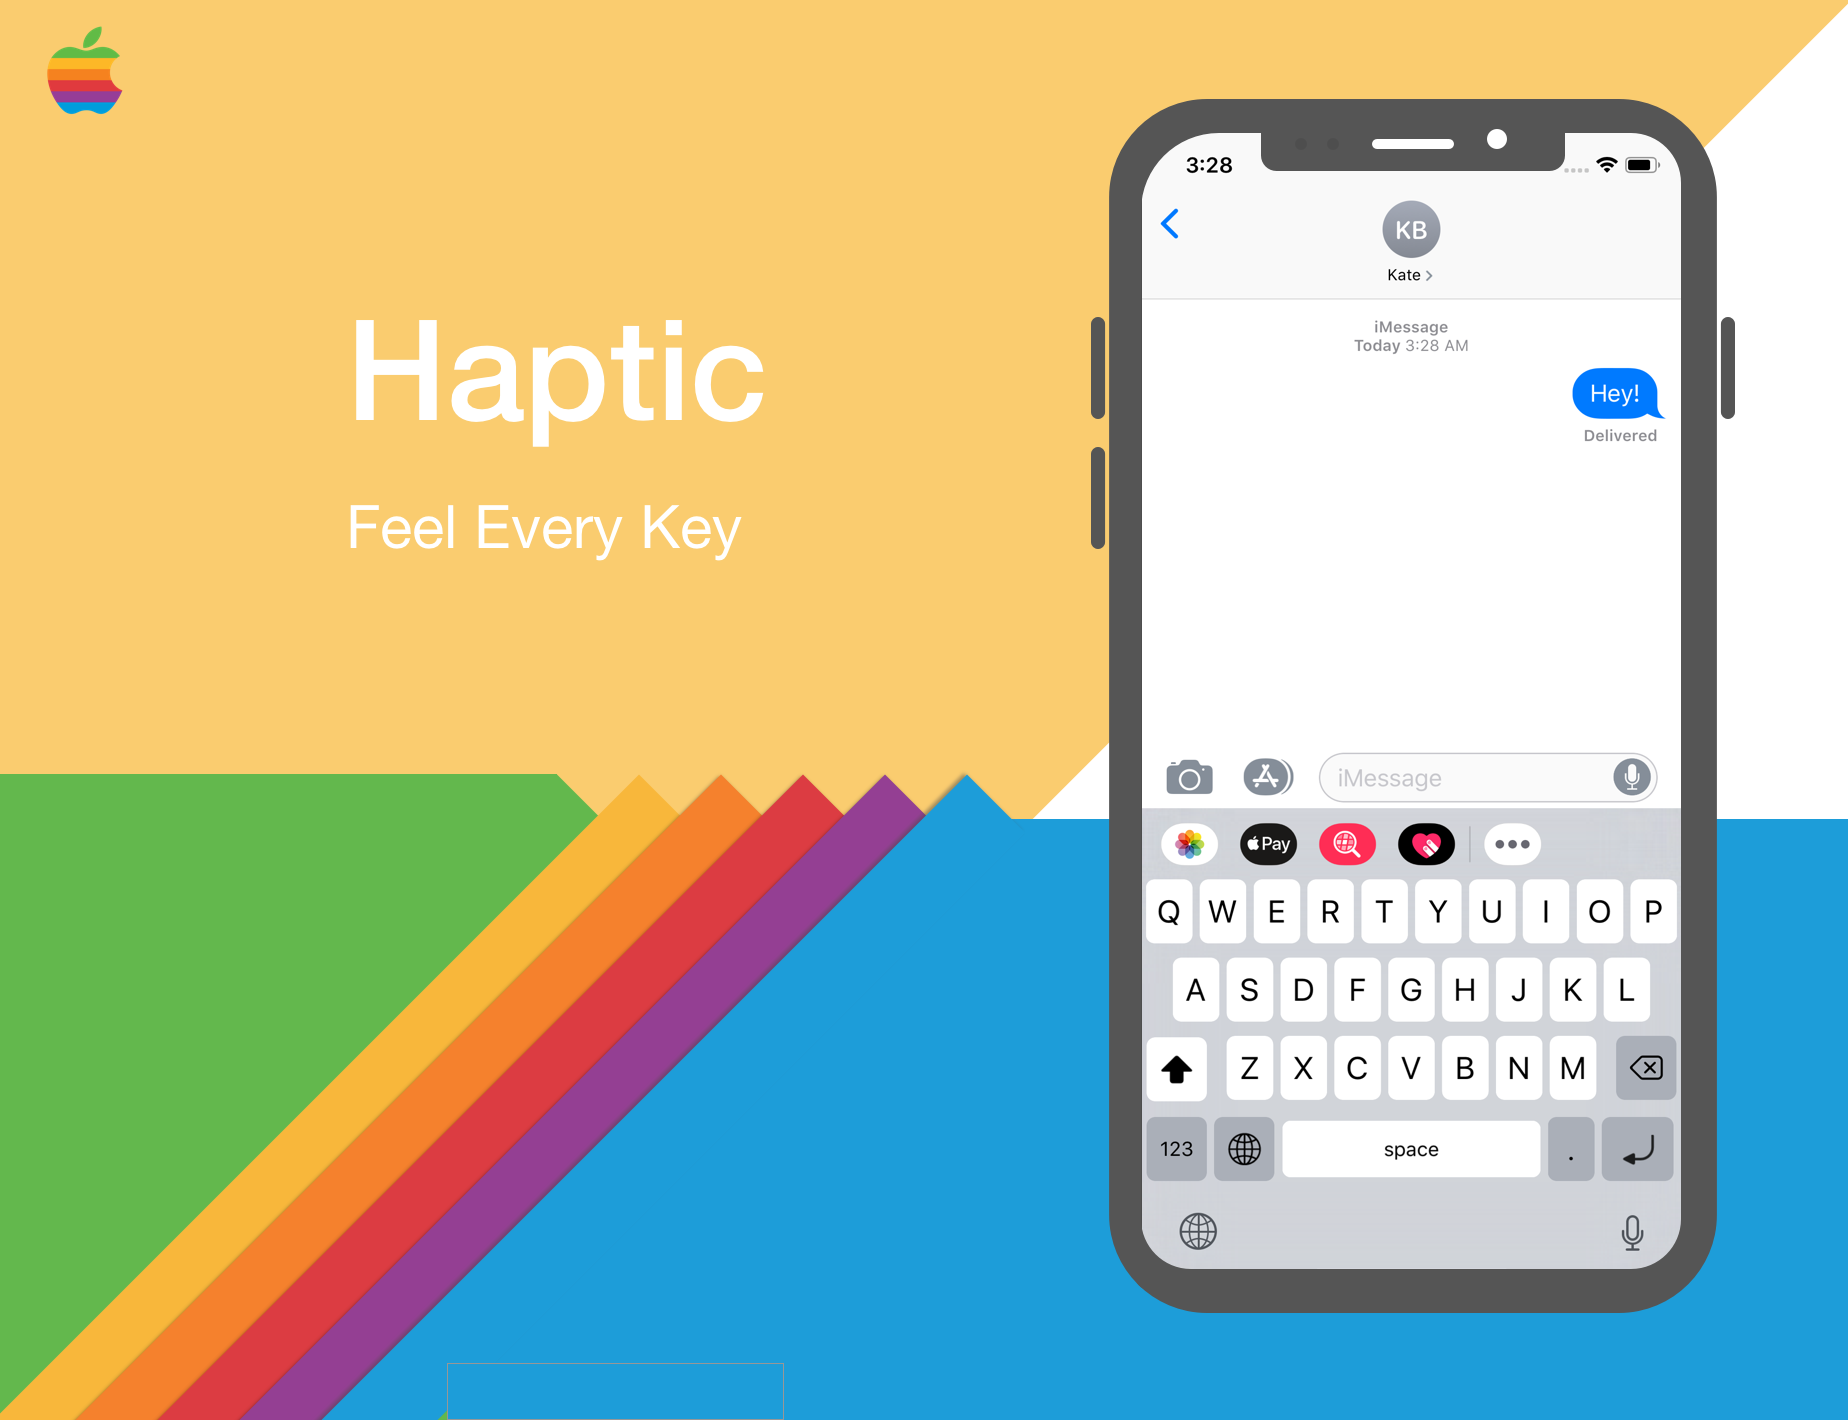 Haptic
Feel Every Key
3:28
KB
Kate
iMessage
Today 3:28 AM
Hey!
Delivered
iMessage
Pay
Q W E R T Y U I O P
A S D F G H J K L
Z X C V B N M
123 space .